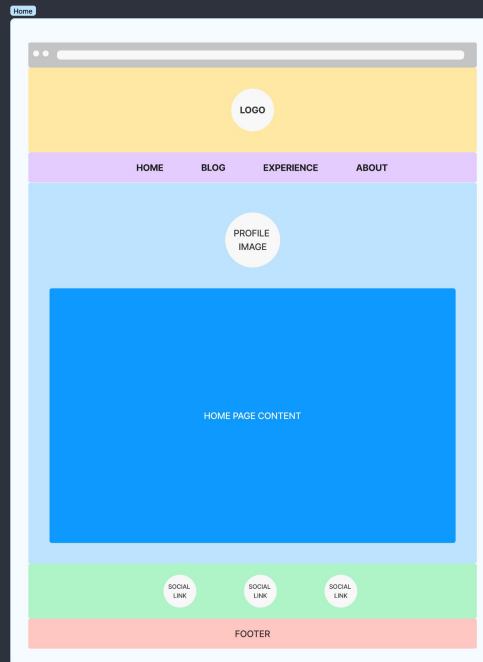 Home
LOGO
HOME BLOG EXPERIENCE ABOUT
PROFILE
IMAGE
HOME PAGE CONTENT
SOCIAL SOCIAL SOCIAL
LINK LINK LINK
FOOTER